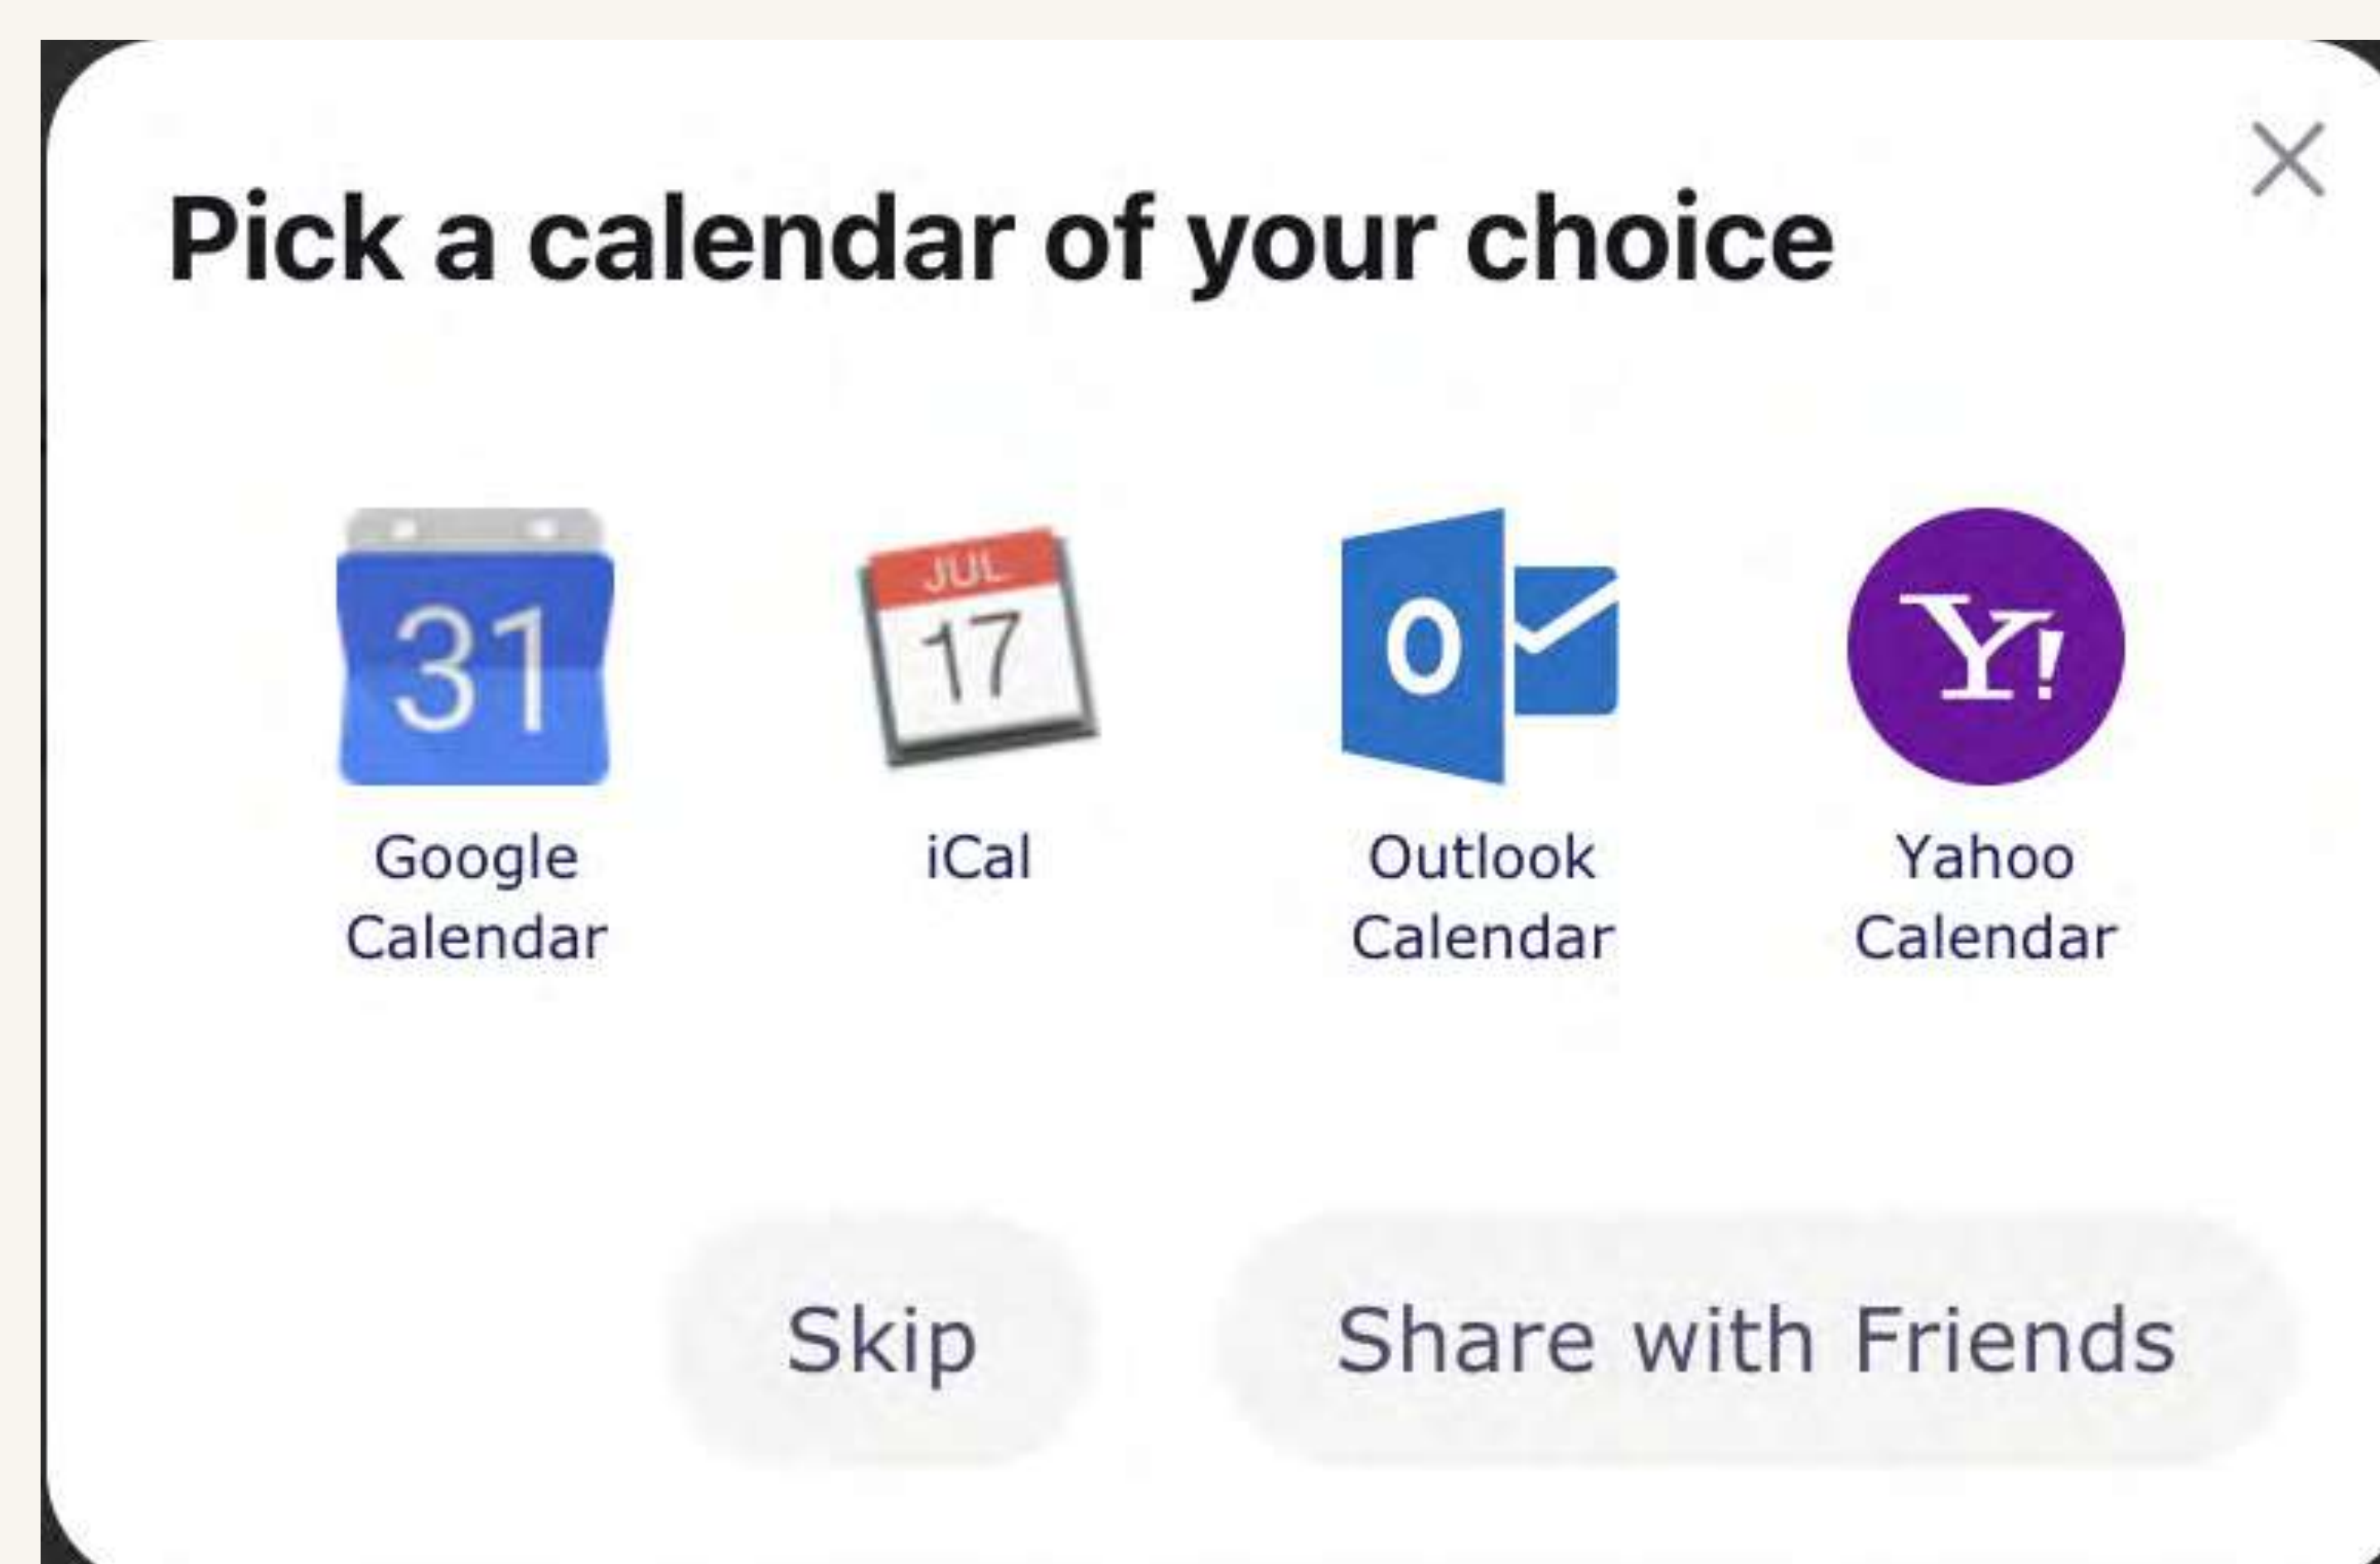 Pick a calendar of your choice
31
JUL
17
O
Y!
Google
Calendar
iCal
Outlook
Calendar
Yahoo
Calendar
Skip
Share with Friends